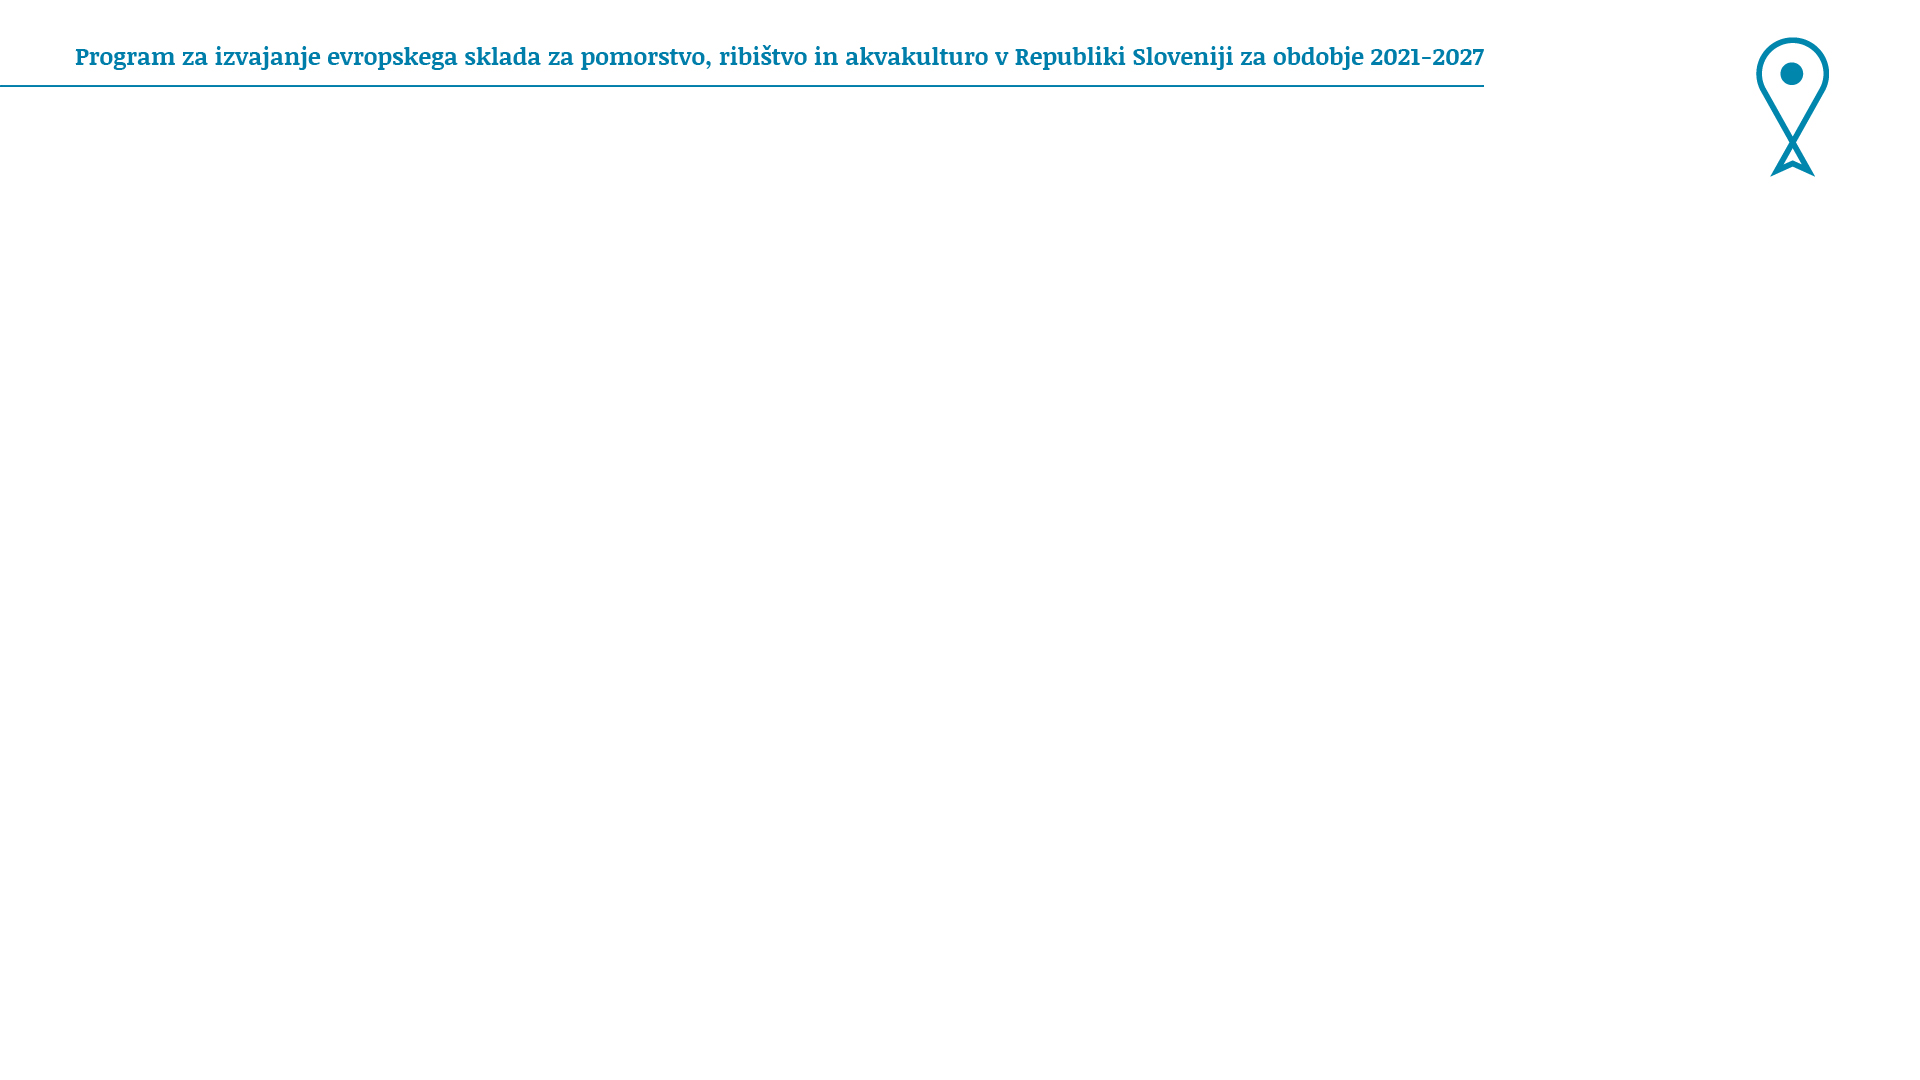 Program za izvajanje evropskega sklada za pomorstvo, ribištvo in akvakulturo v Republiki Sloveniji za obdobje 2021-2027